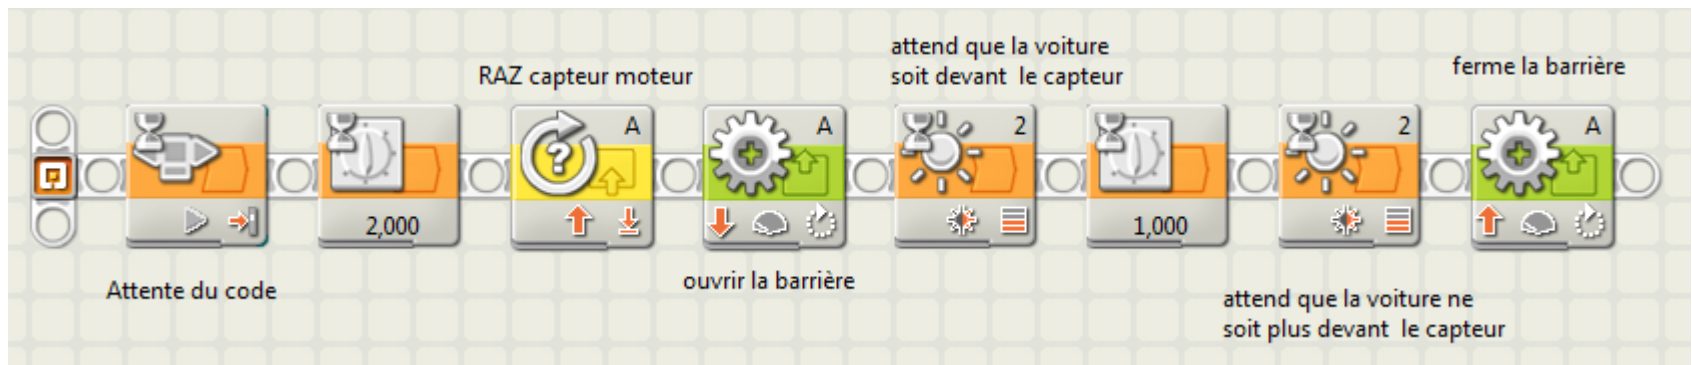 attend que la voiture
soit devant le capteur
RAZ capteur moteur
ferme la barrière
A
A
2
2
A
2,000
1,000
Attente du code
ouvrir la barrière
attend que la voiture ne
soit plus devant le capteur